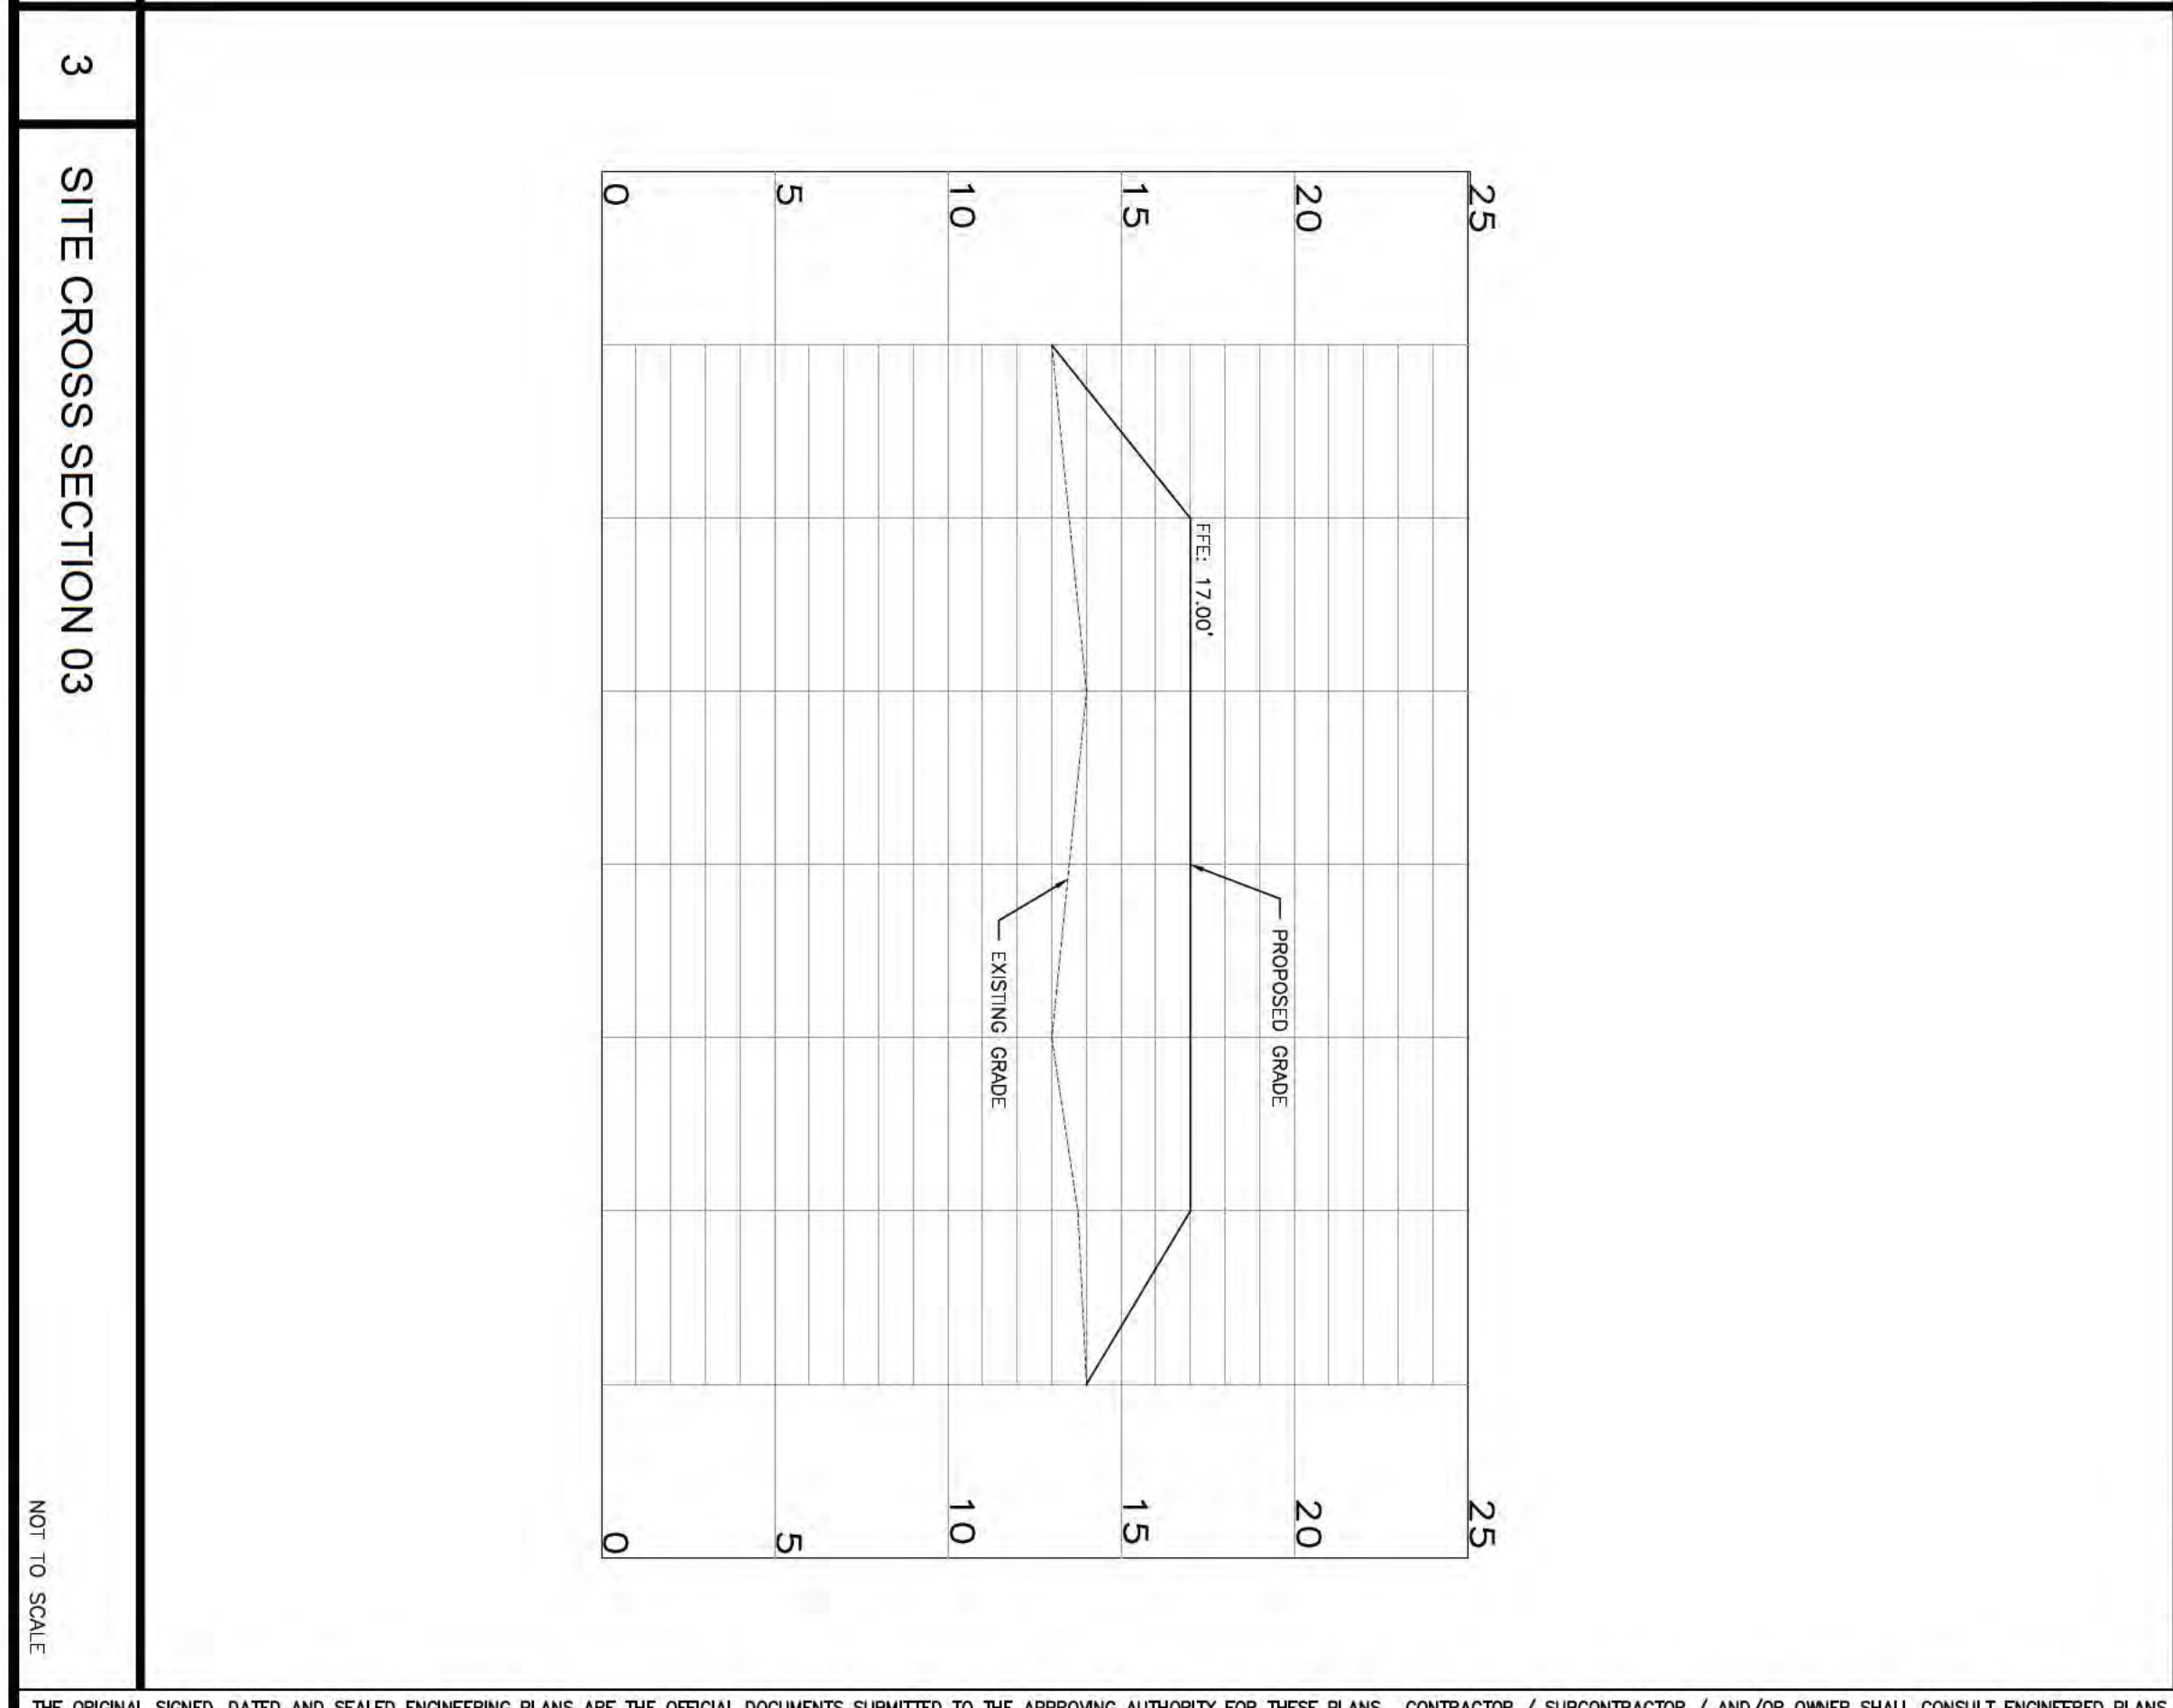 3
SITE CROSS SECTION 03
NOT TO SCALE
25
20
15
10
5
0
25
20
15
10
5
0
FFE: 17.00'
PROPOSED GRADE
EXISTING GRADE
THE ORIGINAL SIGNED, DATED AND SEALED ENGINEERING PLANS ARE THE OFFICIAL DOCUMENTS SUBMITTED TO THE APPROVING AUTHORITY FOR THESE PLANS. CONTRACTOR / SUBCONTRACTOR / AND/OR OWNER SHALL CONSULT ENGINEERED PLANS